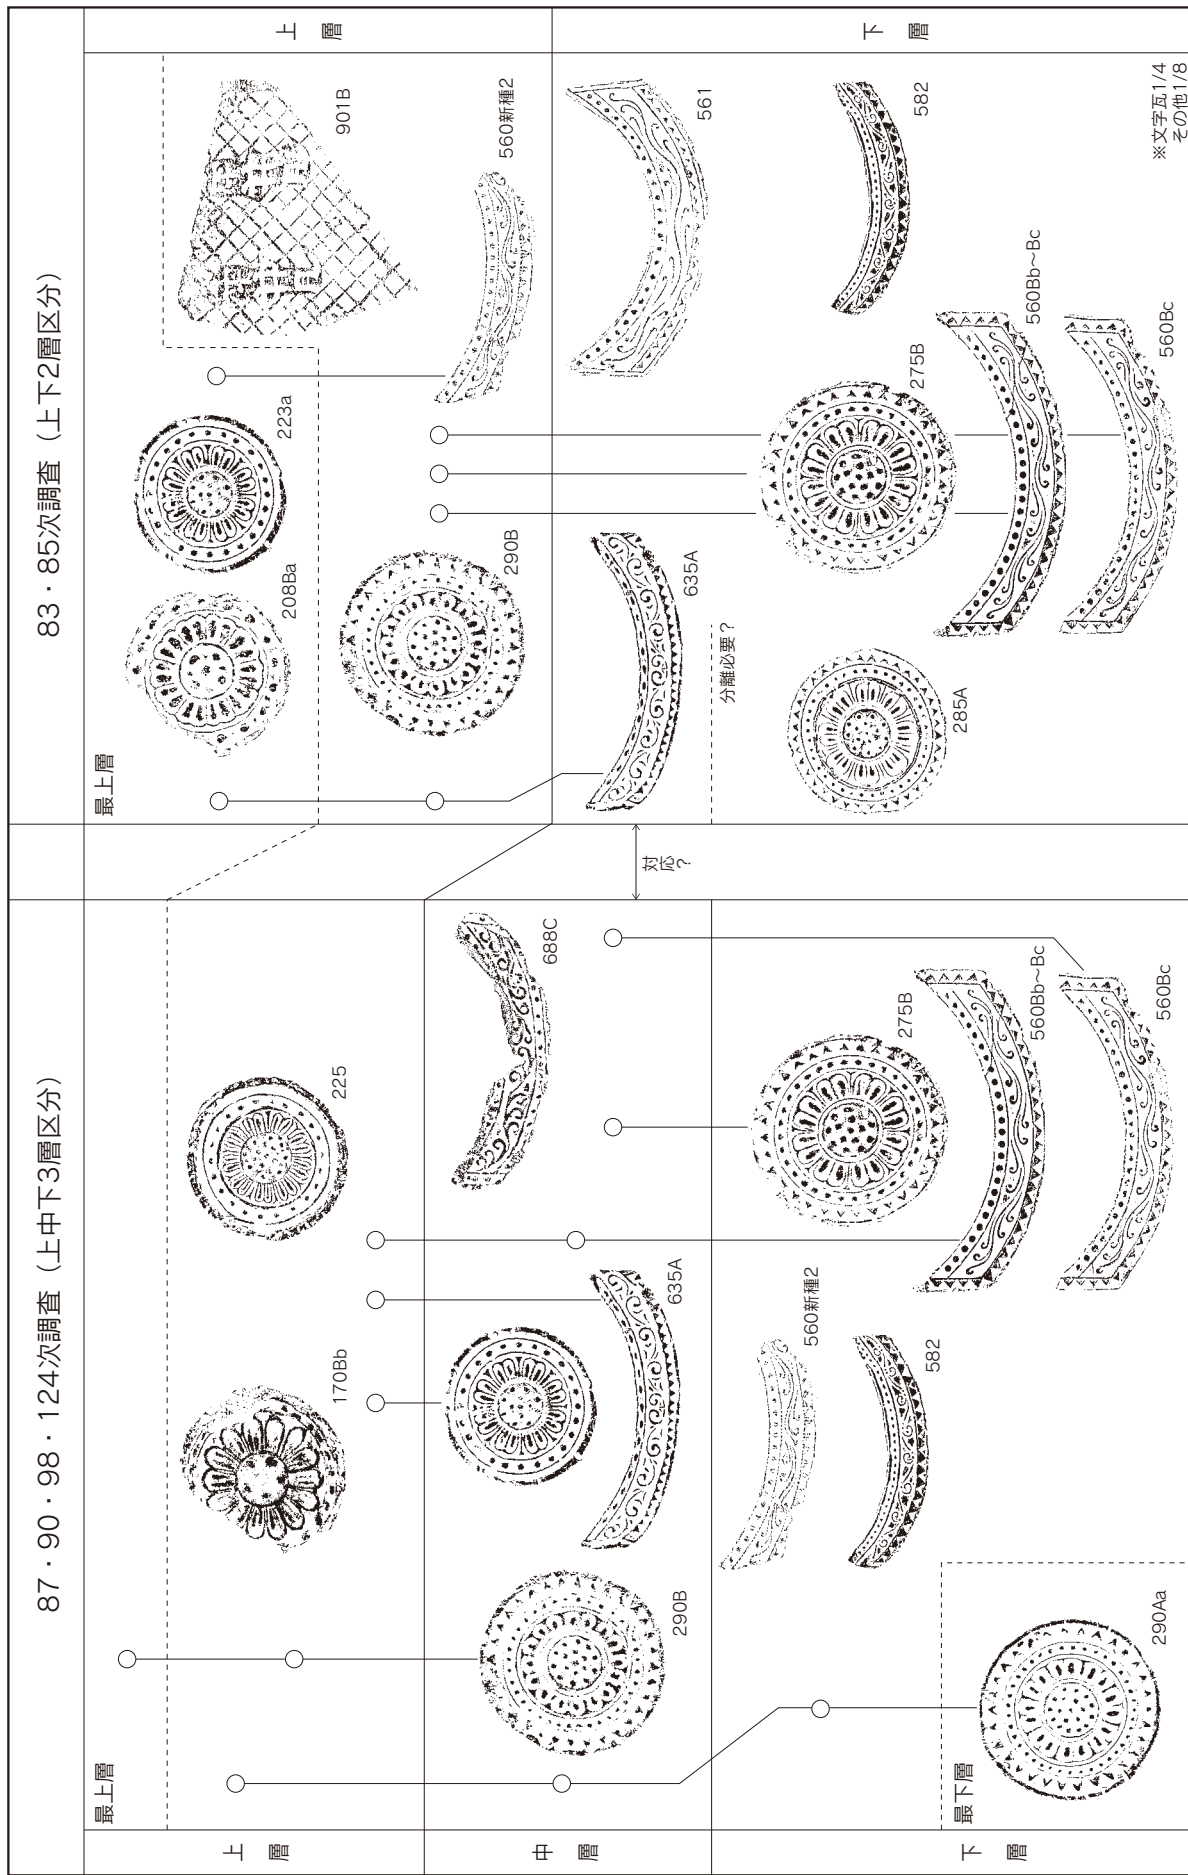 87・90・98・124次調査（上中下3層区分）
上層
最上層
170Bb
225
中層
290B
635A
688C
下層
560新種2
582
275B
560Bb~Bc
560Bc
最下層
290Aa
対応?
83・85次調査（上下2層区分）
上層
最上層
208Ba
223a
901B
290B
560新種2
下層
635A
561
分離必要?
285A
275B
582
560Bb~Bc
560Bc
※文字瓦1/4
その他1/8